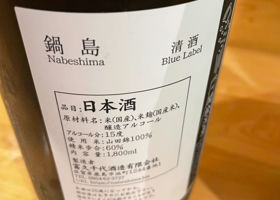 鍋島
Nabeshima
清酒
Blue Label
品目：日本酒
原材料名：米(国産)、米麹(国産米)、
醸造アルコール
アルコール分：15度
使用米：山田錦100%
精米歩合：60%
内容量：1,800ml
製造者
富久千代酒造有限会社